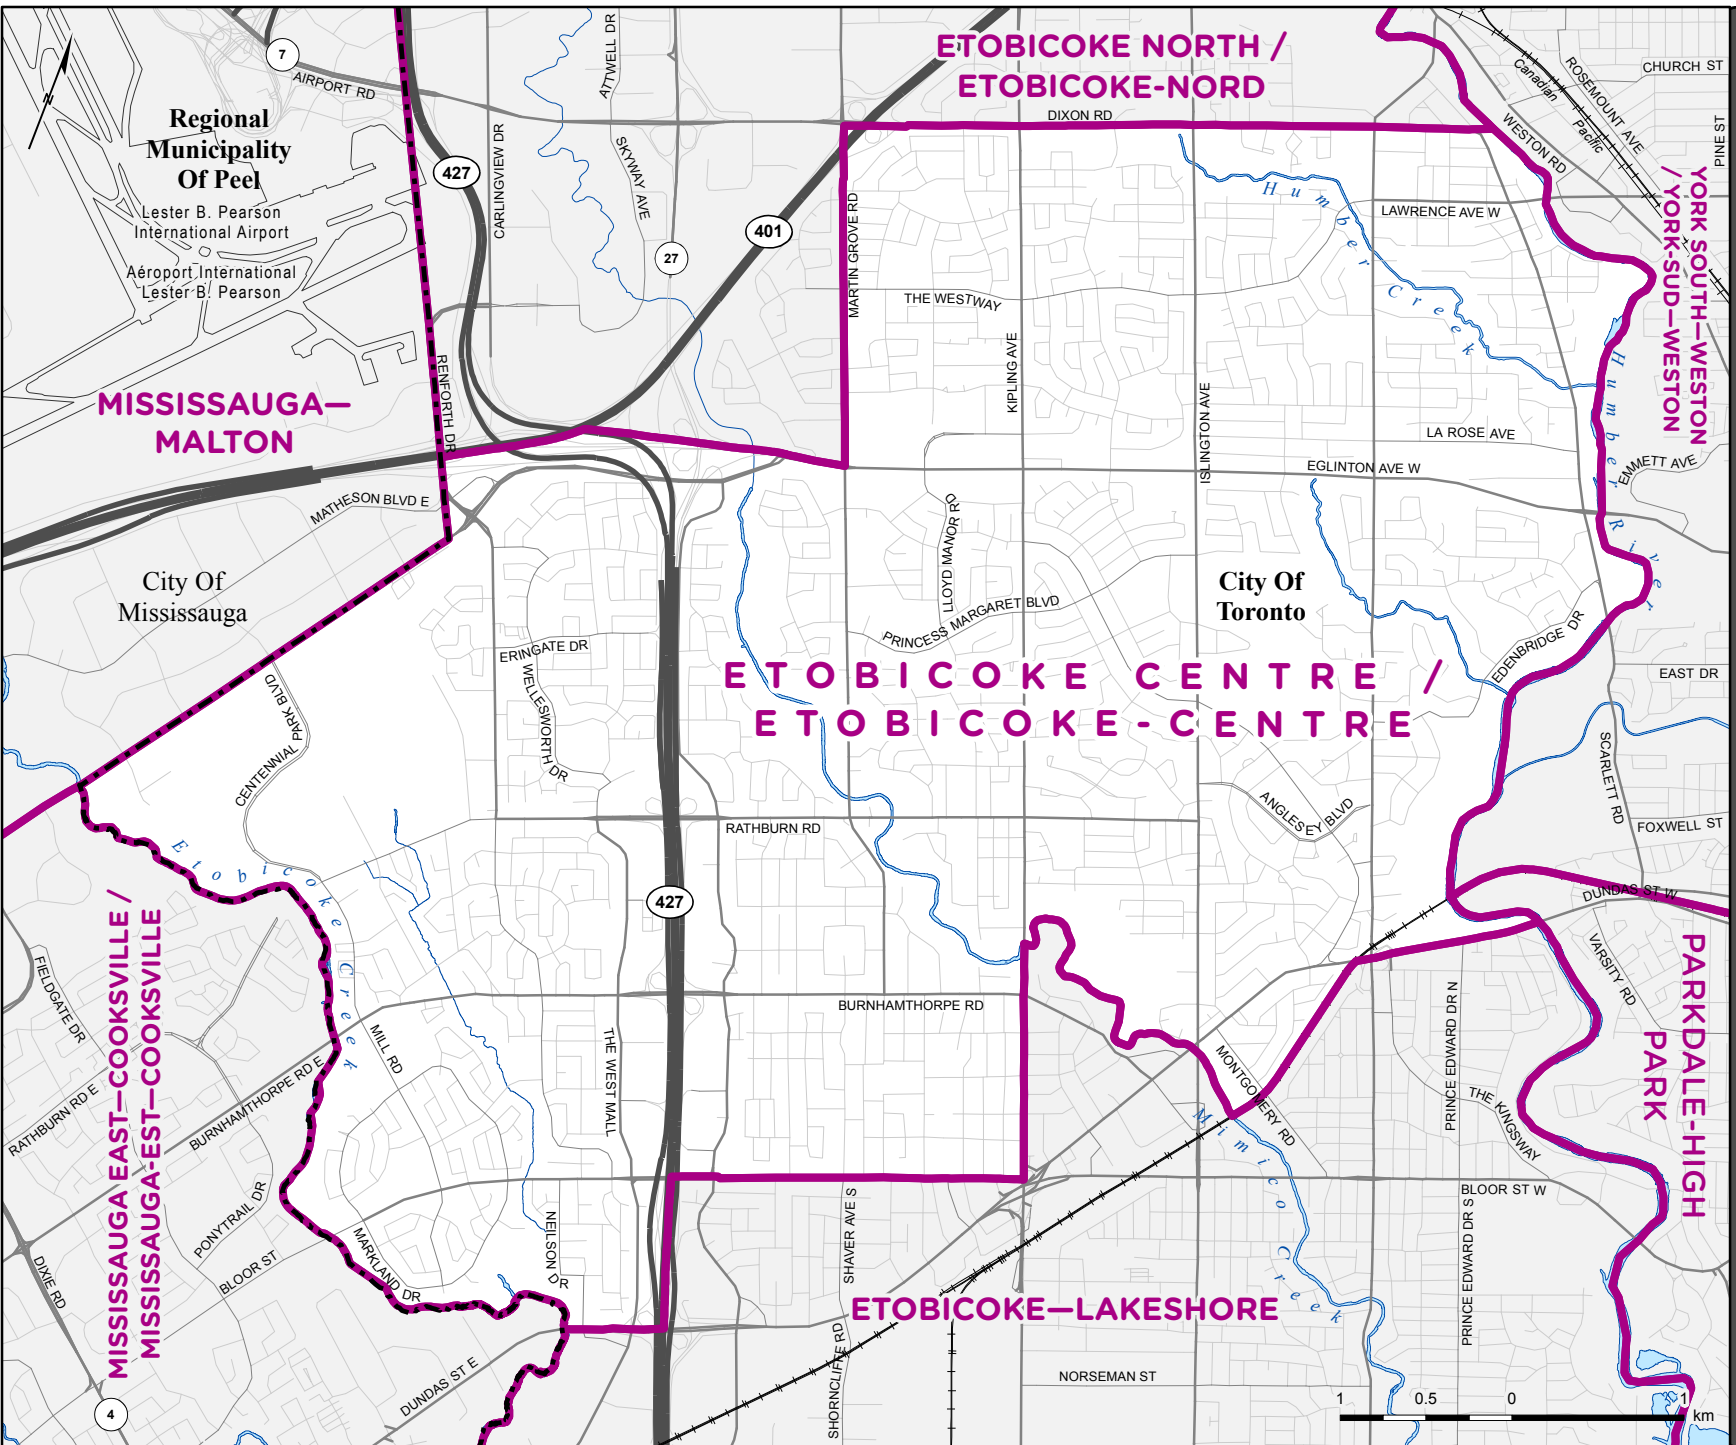 ETOBICOKE NORTH /
ETOBICOKE-NORD
DIXON RD
7
AIRPORT RD
N
Regional
Municipality
Of Peel
Lester B. Pearson
International Airport
Aéroport International
Lester B. Pearson
427
CARLINGVIEW DR
ATTWELL DR
SKYWAY AVE
27
401
MARTIN GROVE RD
THE WESTWAY
KIPLING AVE
ISLINGTON AVE
Humber Creek
LAWRENCE AVE W
WESTON RD
Canadian Pacific
ROSEMOUNT AVE
CHURCH ST
PINE ST
YORK SOUTH—WESTON
/ YORK-SUD—WESTON
Humber River
LA ROSE AVE
EGLINTON AVE W
EMMETT AVE
MISSISSAUGA—
MALTON
RENFORTH DR
MATHESON BLVD E
City Of
Mississauga
LLOYD MANOR RD
PRINCESS MARGARET BLVD
City Of
Toronto
EDENBRIDGE DR
EAST DR
SCARLETT RD
FOXWELL ST
ERINGATE DR
WELLESWORTH DR
CENTENNIAL PARK BLVD
ETOBICOKE CENTRE /
ETOBICOKE-CENTRE
RATHBURN RD
ANGLESEY BLVD
DUNDAS ST W
VARSITY RD
PARKDALE-HIGH
PARK
Etobicoke Creek
427
BURNHAMTHORPE RD
THE WEST MALL
MILL RD
FIELDGATE DR
RATHBURN RD E
BURNHAMTHORPE RD E
MISSISSAUGA EAST—COOKSVILLE /
MISSISSAUGA-EST—COOKSVILLE
PONYTRAIL DR
BLOOR ST
DIXIE RD
4
MARKLAND DR
NEILSON DR
DUNDAS ST E
SHAVER AVE S
SHORNCLIFFE RD
ETOBICOKE—LAKESHORE
MONTGOMERY RD
Mimico Creek
PRINCE EDWARD DR N
THE KINGSWAY
BLOOR ST W
PRINCE EDWARD DR S
NORSEMAN ST
1 0.5 0 1
km